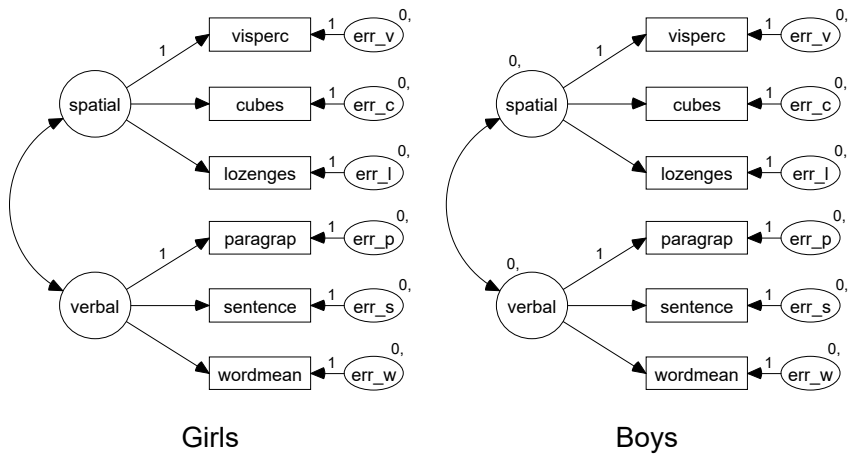 0,
1
visperc
1
err_v
0,
spatial
cubes
1
err_c
0,
lozenges
1
err_l
0,
1
paragrap
1
err_p
0,
verbal
sentence
1
err_s
0,
wordmean
1
err_w
Girls
0,
1
visperc
1
err_v
0,
0,
spatial
cubes
1
err_c
0,
lozenges
1
err_l
0,
1
paragrap
1
err_p
0,
0,
verbal
sentence
1
err_s
0,
wordmean
1
err_w
Boys